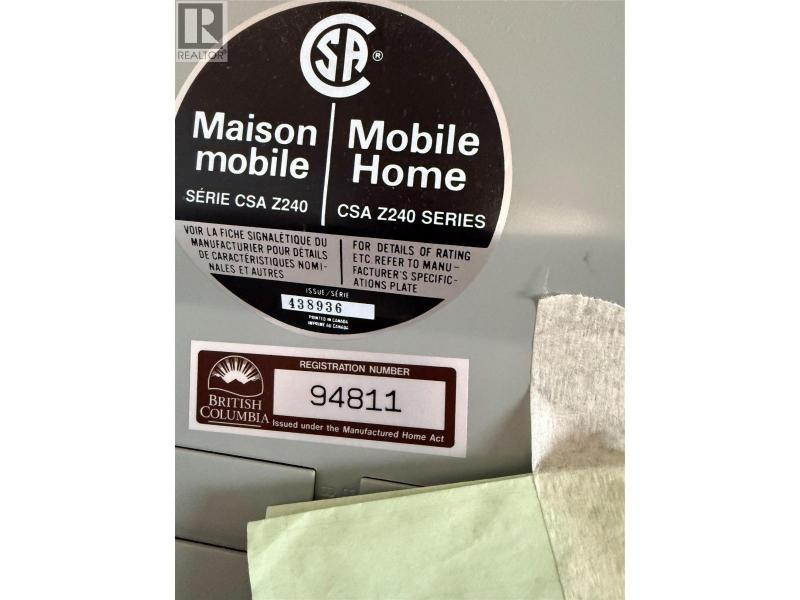 REALTOR®
CSA ®
Maison
mobile
SÉRIE CSA Z240
Mobile
Home
CSA Z240 SERIES
VOIR LA FICHE SIGNALÉTIQUE DU
MANUFACTURIER POUR DÉTAILS
DE CARACTÉRISTIQUES NOMI-
NALES ET AUTRES
FOR DETAILS OF RATING
ETC. REFER TO MANU-
FACTURER'S SPECIFIC-
ATIONS PLATE
ISSUE/SÉRIE
438936
PRINTED IN CANADA
IMPRIMÉ AU CANADA
REGISTRATION NUMBER
94811
BRITISH
COLUMBIA
Issued under the Manufactured Home Act